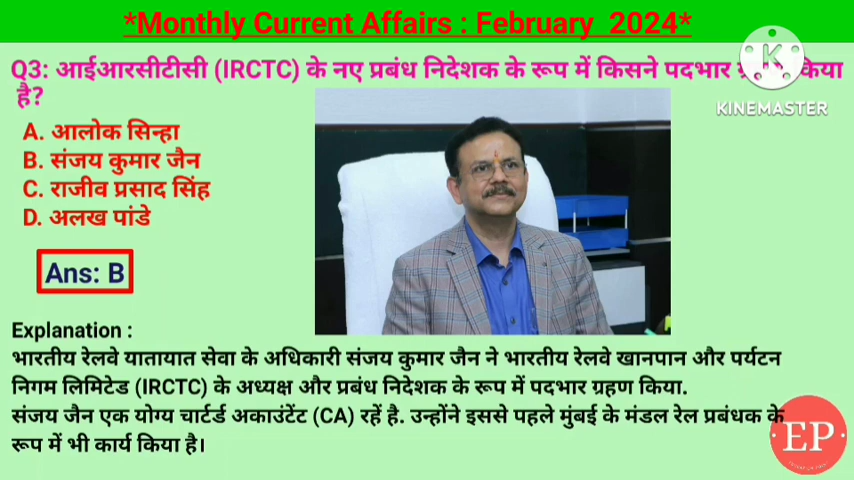 *Monthly Current Affairs : February 2024*
Q3: आईआरसीटीसी (IRCTC) के नए प्रबंध निदेशक के रूप में किसने पदभार ग्रहण किया
है?
KINEMASTER
A. आलोक सिन्हा
B. संजय कुमार जैन
C. राजीव प्रसाद सिंह
D. अलख पांडे
Ans: B
Explanation :
भारतीय रेलवे यातायात सेवा के अधिकारी संजय कुमार जैन ने भारतीय रेलवे खानपान और पर्यटन
निगम लिमिटेड (IRCTC) के अध्यक्ष और प्रबंध निदेशक के रूप में पदभार ग्रहण किया.
संजय जैन एक योग्य चार्टर्ड अकाउंटेंट (CA) रहें है. उन्होंने इससे पहले मुंबई के मंडल रेल प्रबंधक के
रूप में भी कार्य किया है।
EP